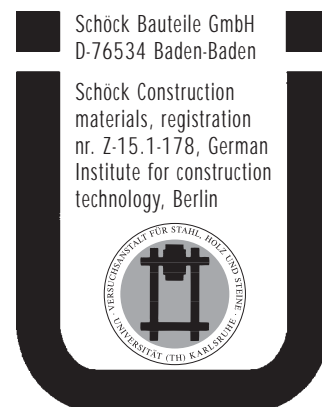 Schöck Bauteile GmbH
D-76534 Baden-Baden
Schöck Construction
materials, registration
nr. Z-15.1-178, German
Institute for construction
technology, Berlin
VERSUCHSANSTALT FÜR STAHL, HOLZ UND STEINE
· UNIVERSITÄT (TH) KARLSRUHE ·